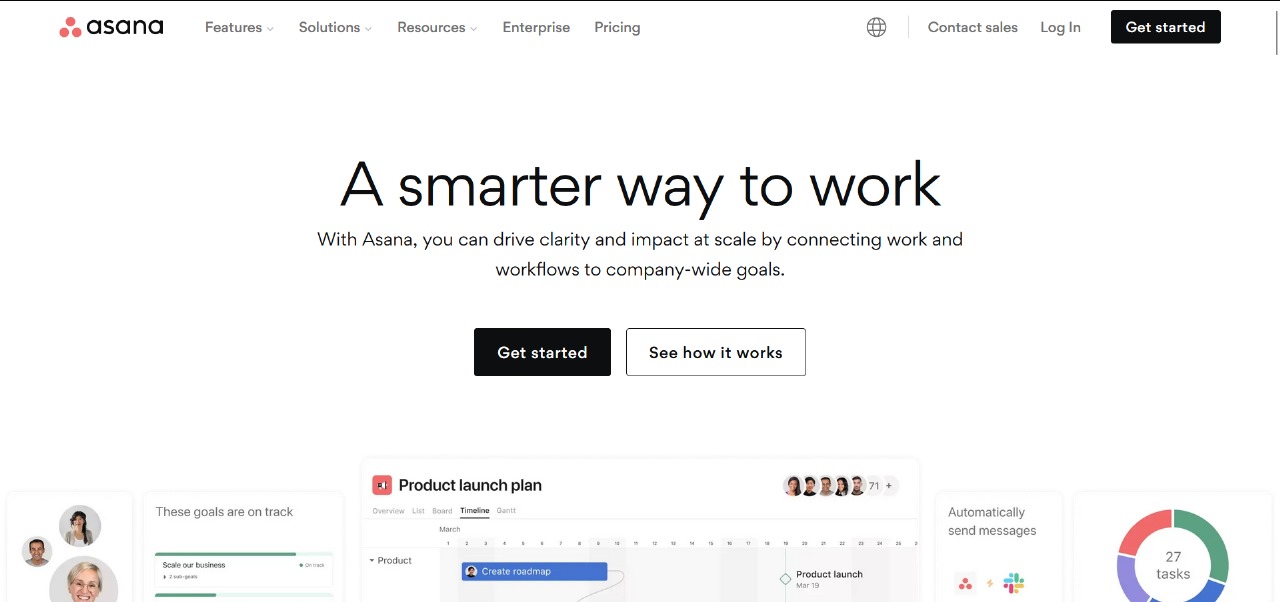 asana
Features
Solutions
Resources
Enterprise
Pricing
Contact sales
Log In
Get started
A smarter way to work
With Asana, you can drive clarity and impact at scale by connecting work and
workflows to company-wide goals.
Get started
See how it works
These goals are on track
Scale our business
On track
2 sub-goals
Product launch plan
71 +
Overview List Board Timeline Gantt
March
1 2 3 4 5 6 7 8 9 10 11 12 13 14 15 16 17 18 19 20 21 22 23 24 25
Product
Create roadmap
Product launch
Mar 19
Automatically
send messages
27
tasks